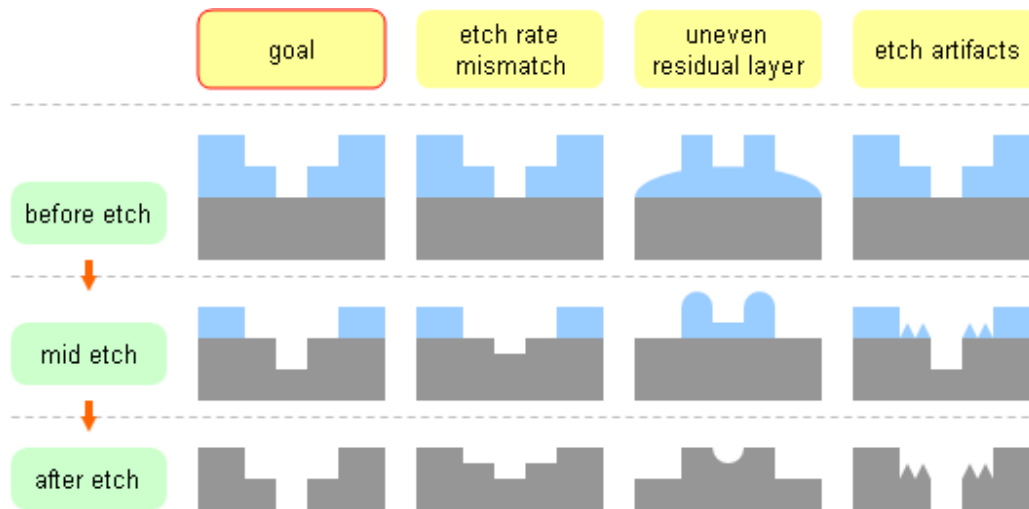 goal
etch rate
mismatch
uneven
residual layer
etch artifacts
before etch
mid etch
after etch